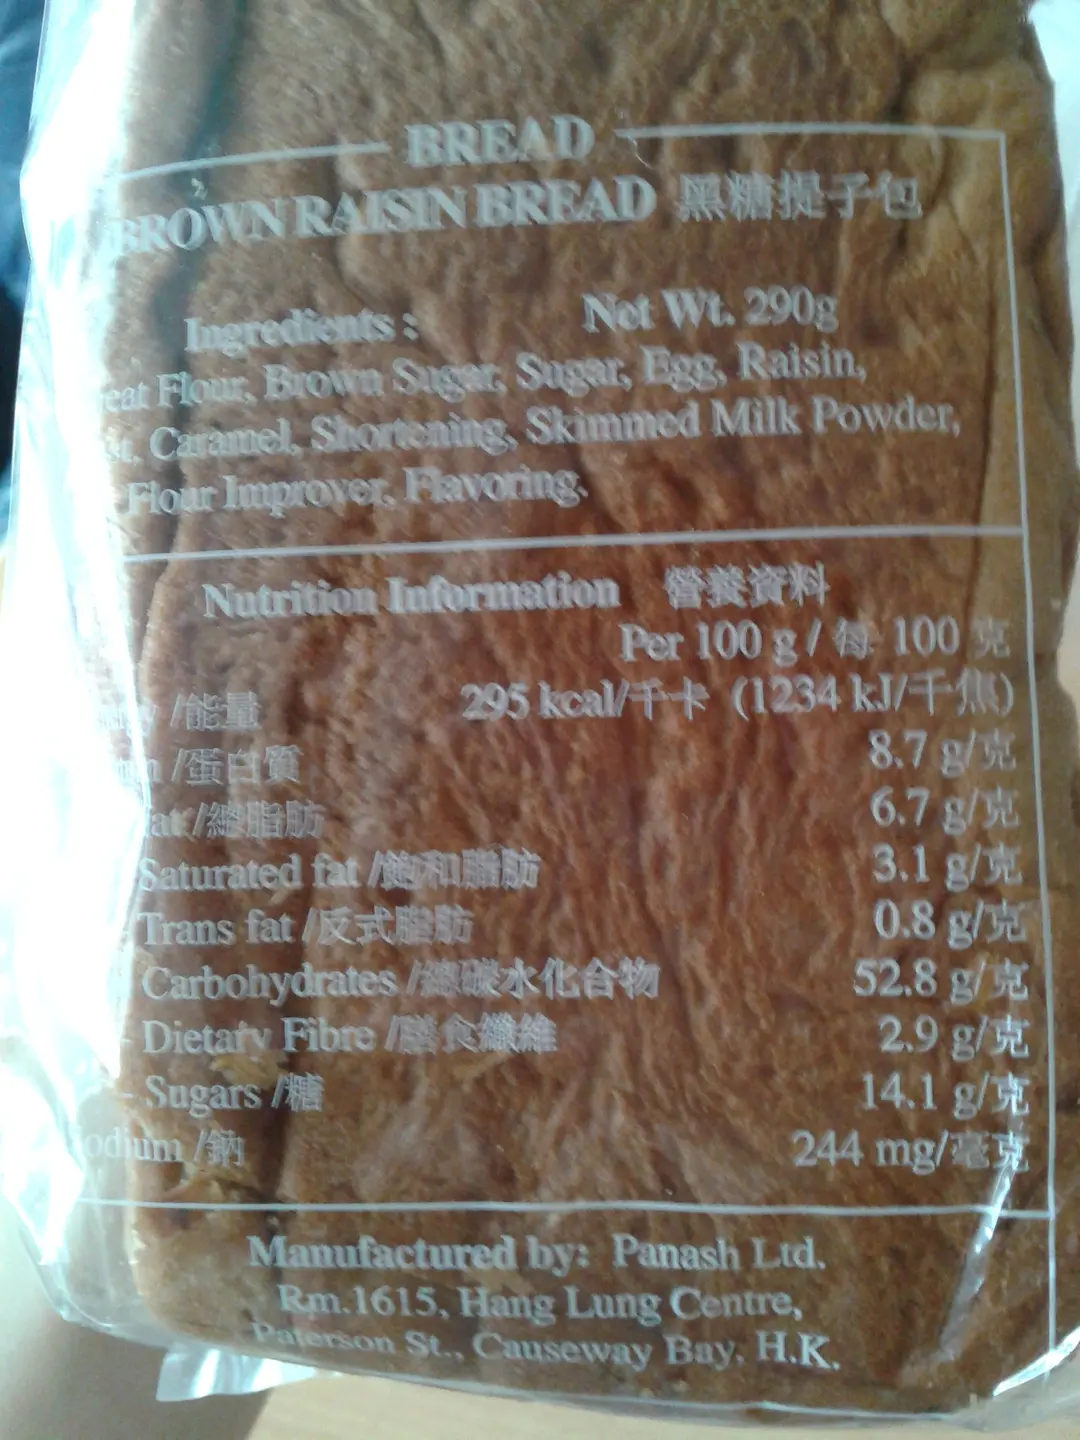 BREAD
BROWN RAISIN BREAD 黑糖提子包
Ingredients : Net Wt. 290g
eat Flour, Brown Sugar, Sugar, Egg, Raisin,
st, Caramel, Shortening, Skimmed Milk Powder,
Flour Improver, Flavoring.
Nutrition Information 營養資料
Per 100 g / 每 100 克
/能量 295 kcal/千卡 (1234 kJ/千焦)
/蛋白質 8.7 g/克
at /總脂肪 6.7 g/克
Saturated fat /飽和脂肪 3.1 g/克
Trans fat /反式脂肪 0.8 g/克
Carbohydrates /總碳水化合物 52.8 g/克
- Dietary Fibre /膳食纖維 2.9 g/克
- Sugars /糖 14.1 g/克
odium /鈉 244 mg/毫克
Manufactured by: Panash Ltd.
Rm.1615, Hang Lung Centre,
Paterson St., Causeway Bay, H.K.